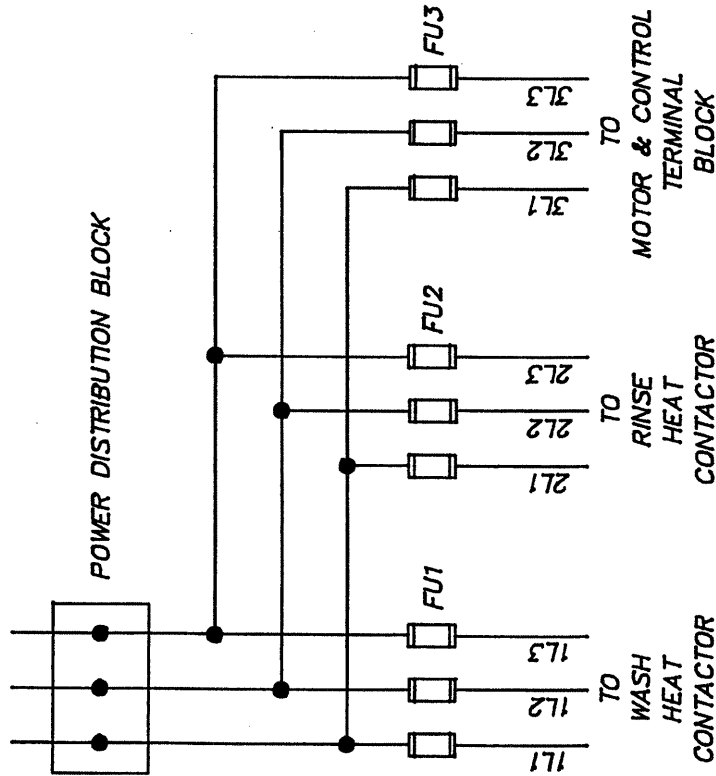 POWER DISTRIBUTION BLOCK
FU1
FU2
FU3
1L1
1L2
1L3
2L1
2L2
2L3
3L1
3L2
3L3
TO
WASH
HEAT
CONTACTOR
TO
RINSE
HEAT
CONTACTOR
TO
MOTOR & CONTROL
TERMINAL
BLOCK